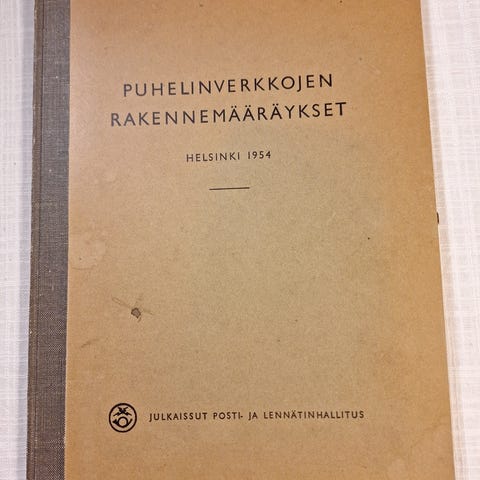 PUHELINVERKKOJEN
RAKENNEMÄÄRÄYKSET
HELSINKI 1954
JULKAISSUT POSTI- JA LENNÄTINHALLITUS